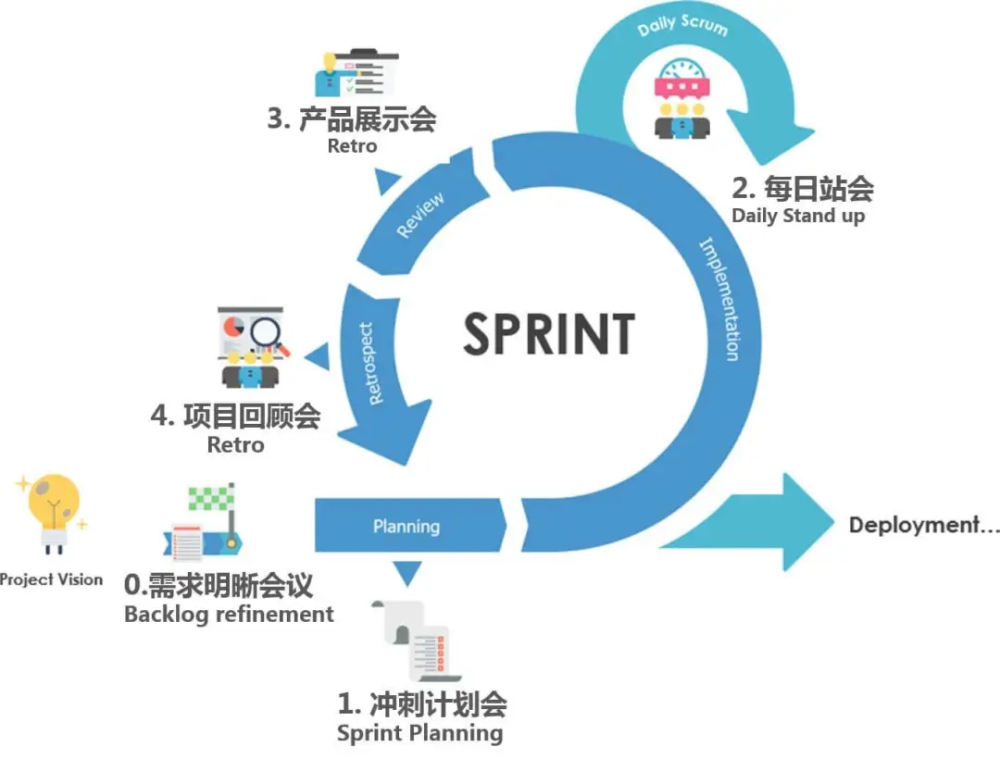 Daily Scrum
3. 产品展示会
Retro
2. 每日站会
Daily Stand up
Review
Implementation
SPRINT
Retrospect
4. 项目回顾会
Retro
Planning
Deployment...
Project Vision
0.需求明晰会议
Backlog refinement
1. 冲刺计划会
Sprint Planning